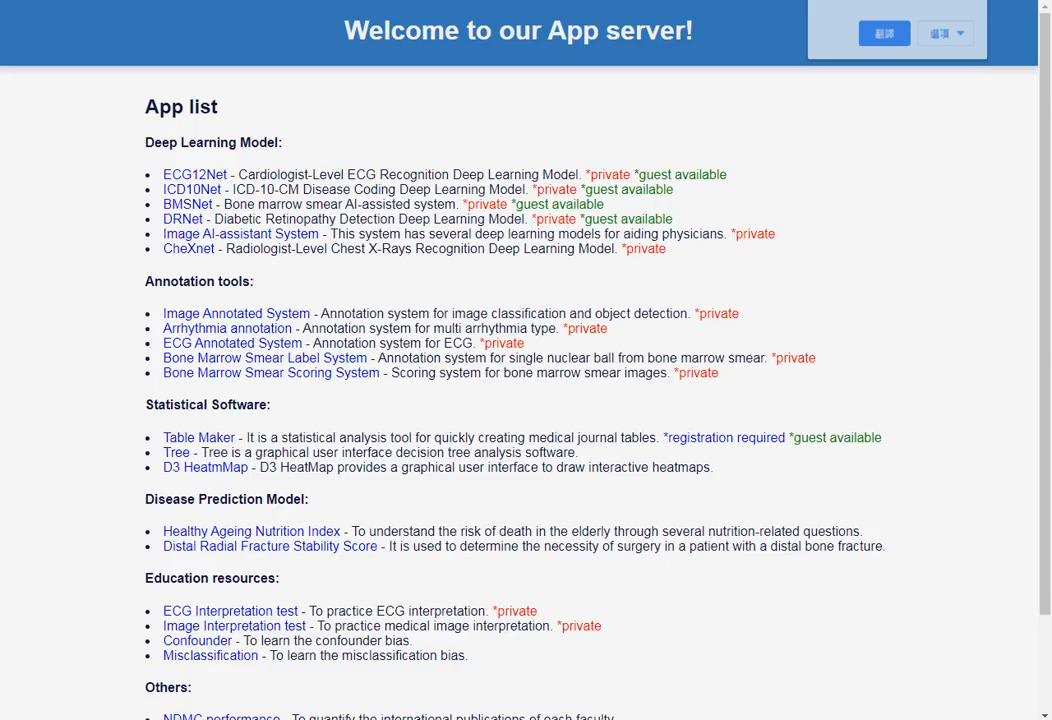 Welcome to our App server!
翻譯
選項
App list
Deep Learning Model:
ECG12Net - Cardiologist-Level ECG Recognition Deep Learning Model. *private *guest available
ICD10Net - ICD-10-CM Disease Coding Deep Learning Model. *private *guest available
BMSNet - Bone marrow smear AI-assisted system. *private *guest available
DRNet - Diabetic Retinopathy Detection Deep Learning Model. *private *guest available
Image AI-assistant System - This system has several deep learning models for aiding physicians. *private
CheXnet - Radiologist-Level Chest X-Rays Recognition Deep Learning Model. *private
Annotation tools:
Image Annotated System - Annotation system for image classification and object detection. *private
Arrhythmia annotation - Annotation system for multi arrhythmia type. *private
ECG Annotated System - Annotation system for ECG. *private
Bone Marrow Smear Label System - Annotation system for single nuclear ball from bone marrow smear. *private
Bone Marrow Smear Scoring System - Scoring system for bone marrow smear images. *private
Statistical Software:
Table Maker - It is a statistical analysis tool for quickly creating medical journal tables. *registration required *guest available
Tree - Tree is a graphical user interface decision tree analysis software.
D3 HeatmMap - D3 HeatMap provides a graphical user interface to draw interactive heatmaps.
Disease Prediction Model:
Healthy Ageing Nutrition Index - To understand the risk of death in the elderly through several nutrition-related questions.
Distal Radial Fracture Stability Score - It is used to determine the necessity of surgery in a patient with a distal bone fracture.
Education resources:
ECG Interpretation test - To practice ECG interpretation. *private
Image Interpretation test - To practice medical image interpretation. *private
Confounder - To learn the confounder bias.
Misclassification - To learn the misclassification bias.
Others:
NDMC performance - To quantify the international publications of each faculty.